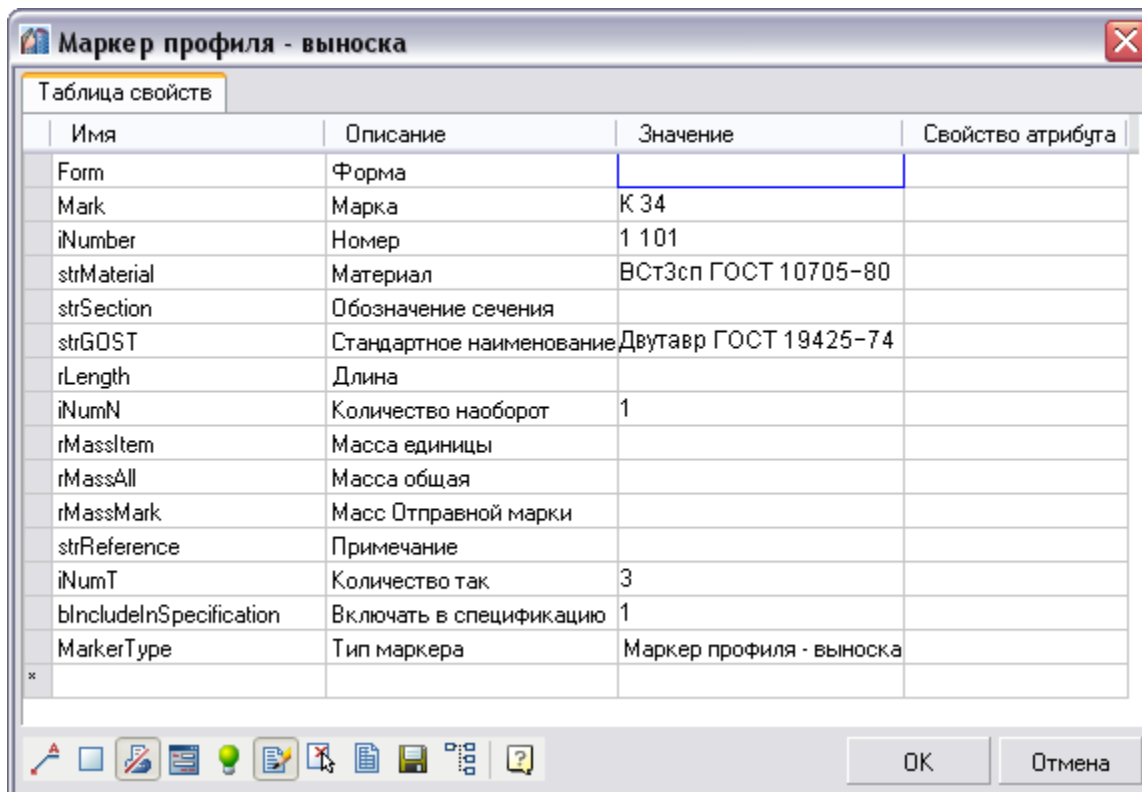 Маркер профиля - выноска
Таблица свойств
Имя Описание Значение Свойство атрибута
Form Форма
Mark Марка К 34
iNumber Номер 1 101
strMaterial Материал ВСт3сп ГОСТ 10705-80
strSection Обозначение сечения
strGOST Стандартное наименование Двутавр ГОСТ 19425-74
rLength Длина
iNumN Количество наоборот 1
rMassItem Масса единицы
rMassAll Масса общая
rMassMark Масс Отправной марки
strReference Примечание
iNumT Количество так 3
bIncludeInSpecification Включать в спецификацию 1
MarkerType Тип маркера Маркер профиля - выноска
*
A ? OK Отмена